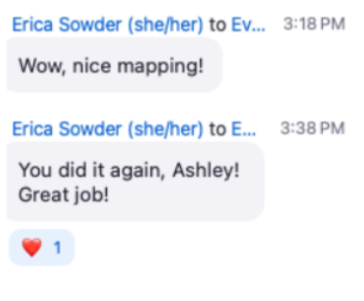 Erica Sowder (she/her) to Ev... 3:18 PM
Wow, nice mapping!
Erica Sowder (she/her) to E... 3:38 PM
You did it again, Ashley!
Great job!
❤️ 1